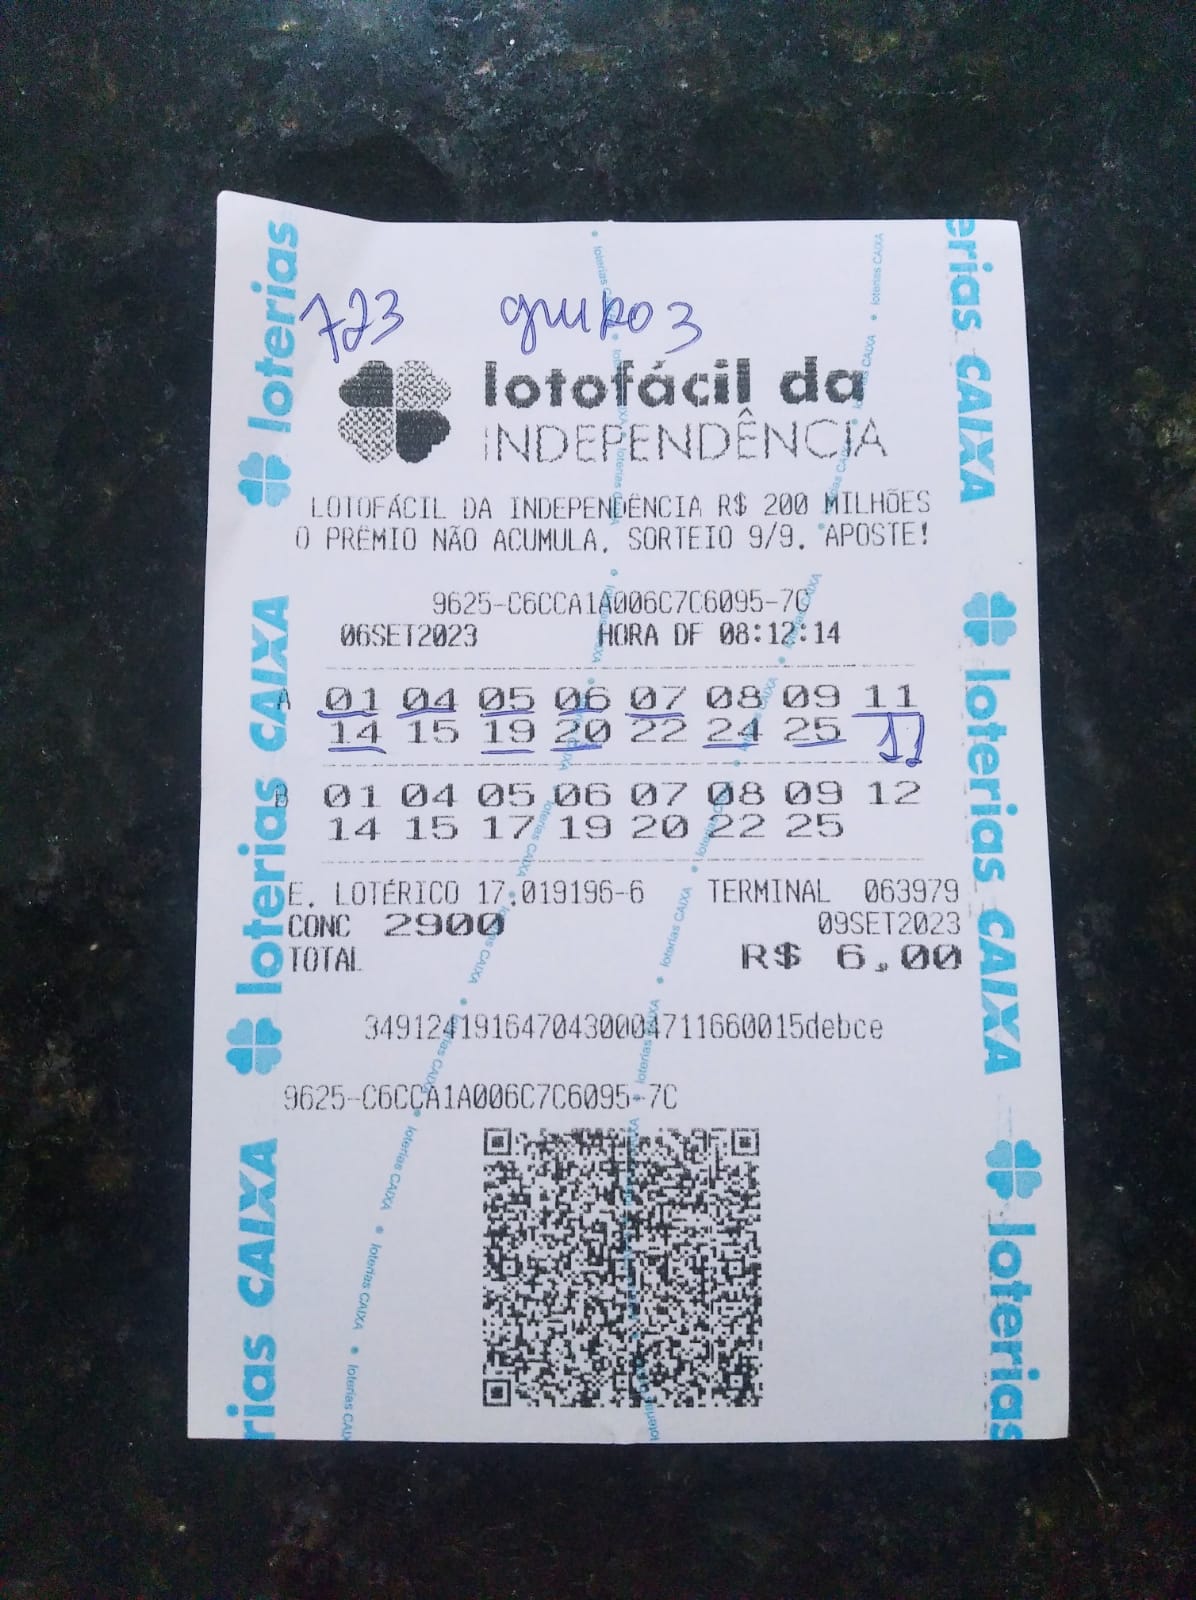 723 grupo 3
lotofácil da
INDEPENDÊNCIA
LOTOFÁCIL DA INDEPENDÊNCIA R$ 200 MILHÕES
O PRÊMIO NÃO ACUMULA. SORTEIO 9/9. APOSTE!
9625-C6CCA1A006C7C6095-7C
06SET2023 HORA DF 08:12:14
A 01 04 05 06 07 08 09 11
14 15 19 20 22 24 25 11
B 01 04 05 06 07 08 09 12
14 15 17 19 20 22 25
E. LOTÉRICO 17.019196-6 TERMINAL 063979
CONC 2900 09SET2023
TOTAL R$ 6,00
3491241916470430004711660015debce
9625-C6CCA1A006C7C6095-7C
loterias
loterias CAIXA
rias CAIXA
erias CAIXA
loterias CAIXA
loterias